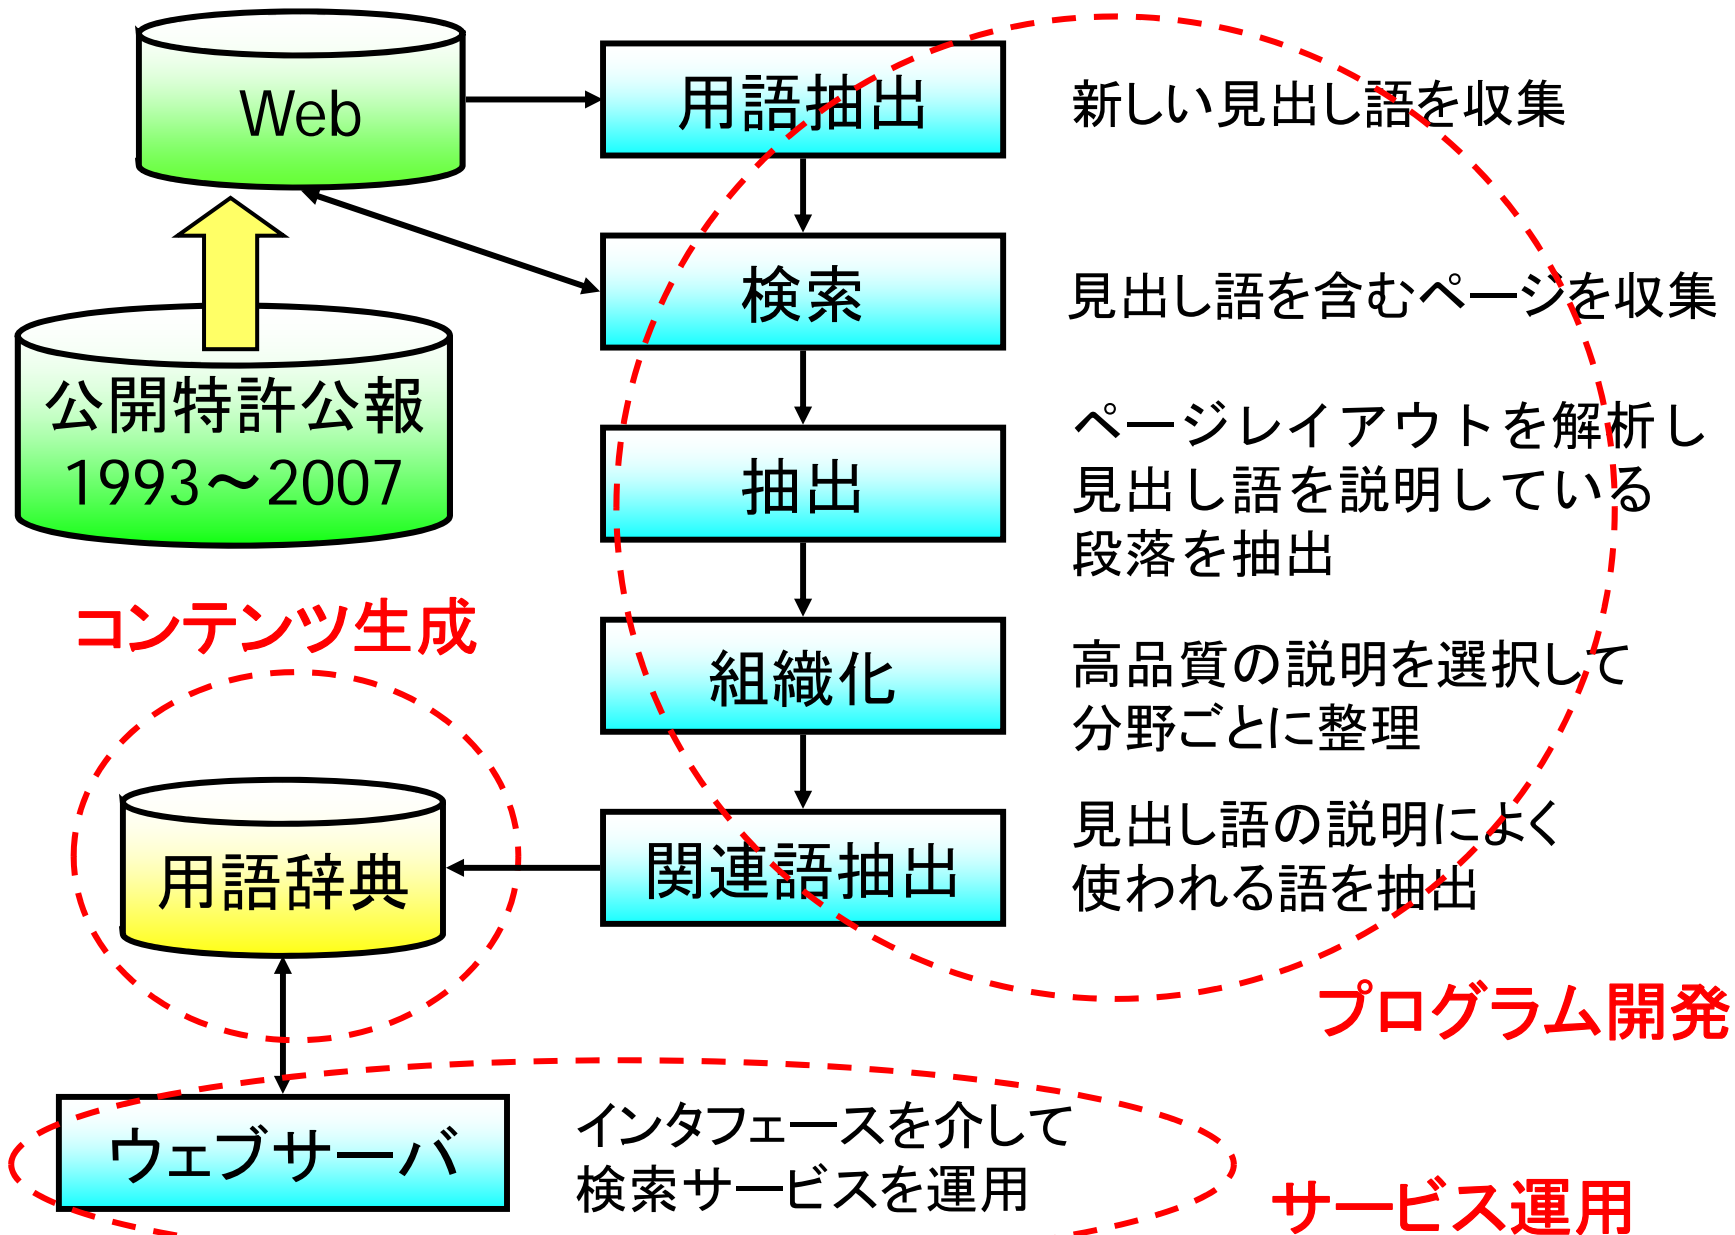 Web
用語抽出
新しい見出し語を収集
検索
見出し語を含むページを収集
公開特許公報
1993～2007
抽出
ページレイアウトを解析し
見出し語を説明している
段落を抽出
コンテンツ生成
組織化
高品質の説明を選択して
分野ごとに整理
用語辞典
関連語抽出
見出し語の説明によく
使われる語を抽出
プログラム開発
ウェブサーバ
インタフェースを介して
検索サービスを運用
サービス運用